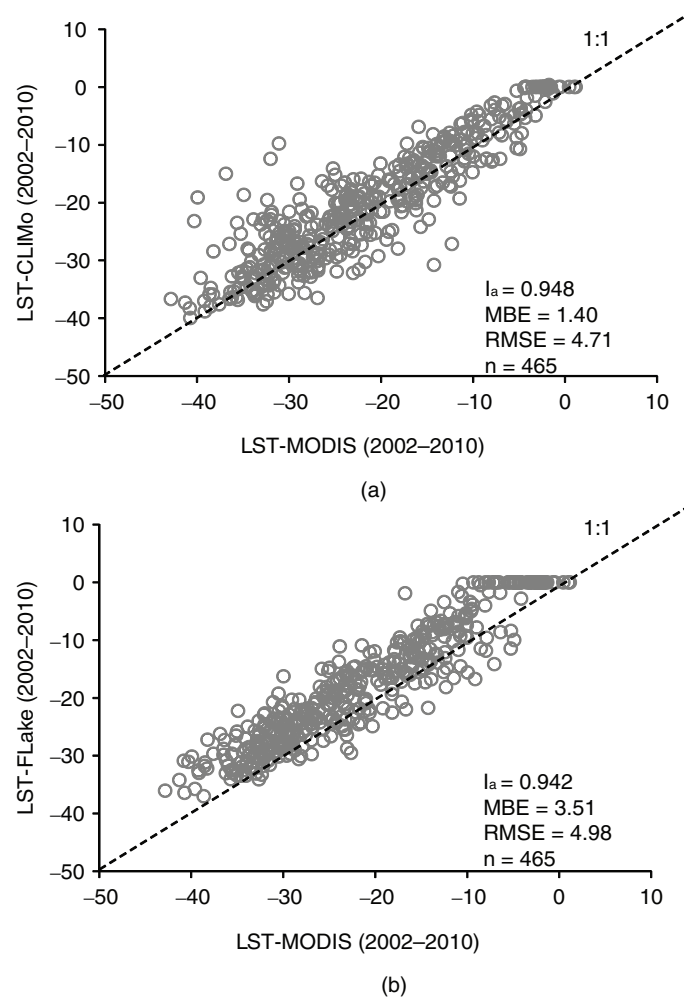 10
1:1
0
–10
–20
–30
–40
–50
LST-CLIMo (2002–2010)
Ia = 0.948
MBE = 1.40
RMSE = 4.71
n = 465
–50 –40 –30 –20 –10 0 10
LST-MODIS (2002–2010)
(a)
10
1:1
0
–10
–20
–30
–40
–50
LST-FLake (2002–2010)
Ia = 0.942
MBE = 3.51
RMSE = 4.98
n = 465
–50 –40 –30 –20 –10 0 10
LST-MODIS (2002–2010)
(b)